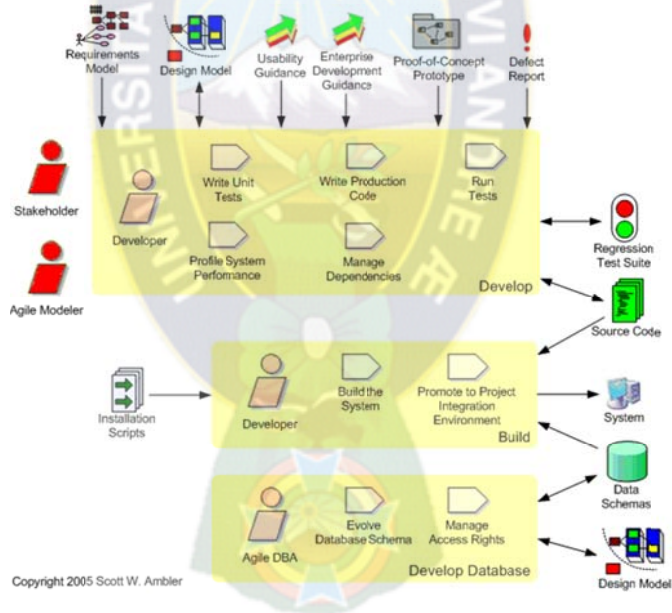 Requirements
Model
Design Model
Usability
Guidance
Enterprise
Development
Guidance
Proof-of-Concept
Prototype
Defect
Report
Stakeholder
Agile Modeler
Developer
Write Unit
Tests
Write Production
Code
Run
Tests
Profile System
Performance
Manage
Dependencies
Develop
Regression
Test Suite
Source Code
Installation
Scripts
Developer
Build the
System
Promote to Project
Integration
Environment
Build
System
Data
Schemas
Agile DBA
Evolve
Database Schema
Manage
Access Rights
Develop Database
Design Model
Copyright 2005 Scott W. Ambler